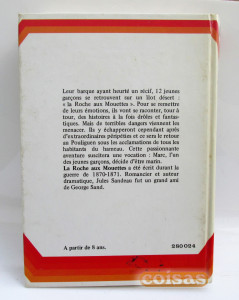 Leur barque ayant heurté un récif, 12 jeunes
garçons se retrouvent sur un îlot désert :
« la Roche aux Mouettes ». Pour se remettre
de leurs émotions, ils vont se raconter, tour à
tour, des histoires à la fois drôles et fantas-
tiques. Mais de terribles dangers viennent les
menacer. Ils y échapperont cependant après
d'extraordinaires péripéties et ce sera le retour
au Pouliguen sous les acclamations de tous les
habitants du hameau. Cette passionnante
aventure suscitera une vocation : Marc, l'un
des jeunes garçons, décide d'être marin.
La Roche aux Mouettes a été écrit durant la
guerre de 1870-1871. Romancier et auteur
dramatique, Jules Sandeau fut un grand ami
de George Sand.
A partir de 8 ans.
280024
coisas